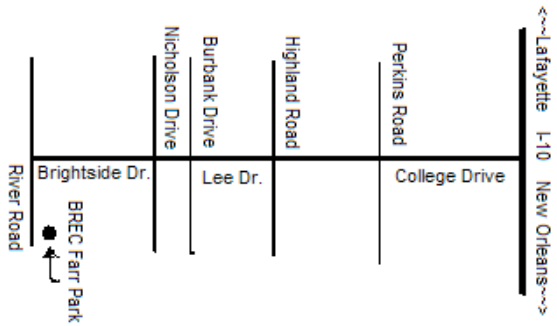 <~~Lafayette I-10 New Orleans~~>
Perkins Road
Highland Road
Burbank Drive
Nicholson Drive
College Drive
Lee Dr.
Brightside Dr.
River Road
BREC Farr Park